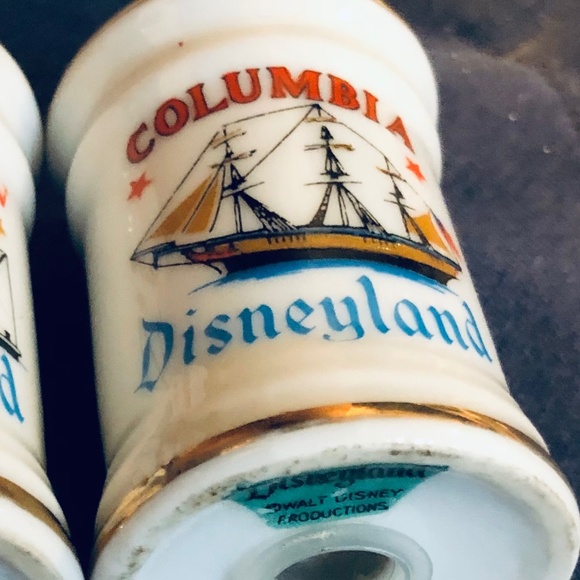 COLUMBIA
Disneyland
d
Disneyland
©WALT DISNEY
PRODUCTIONS